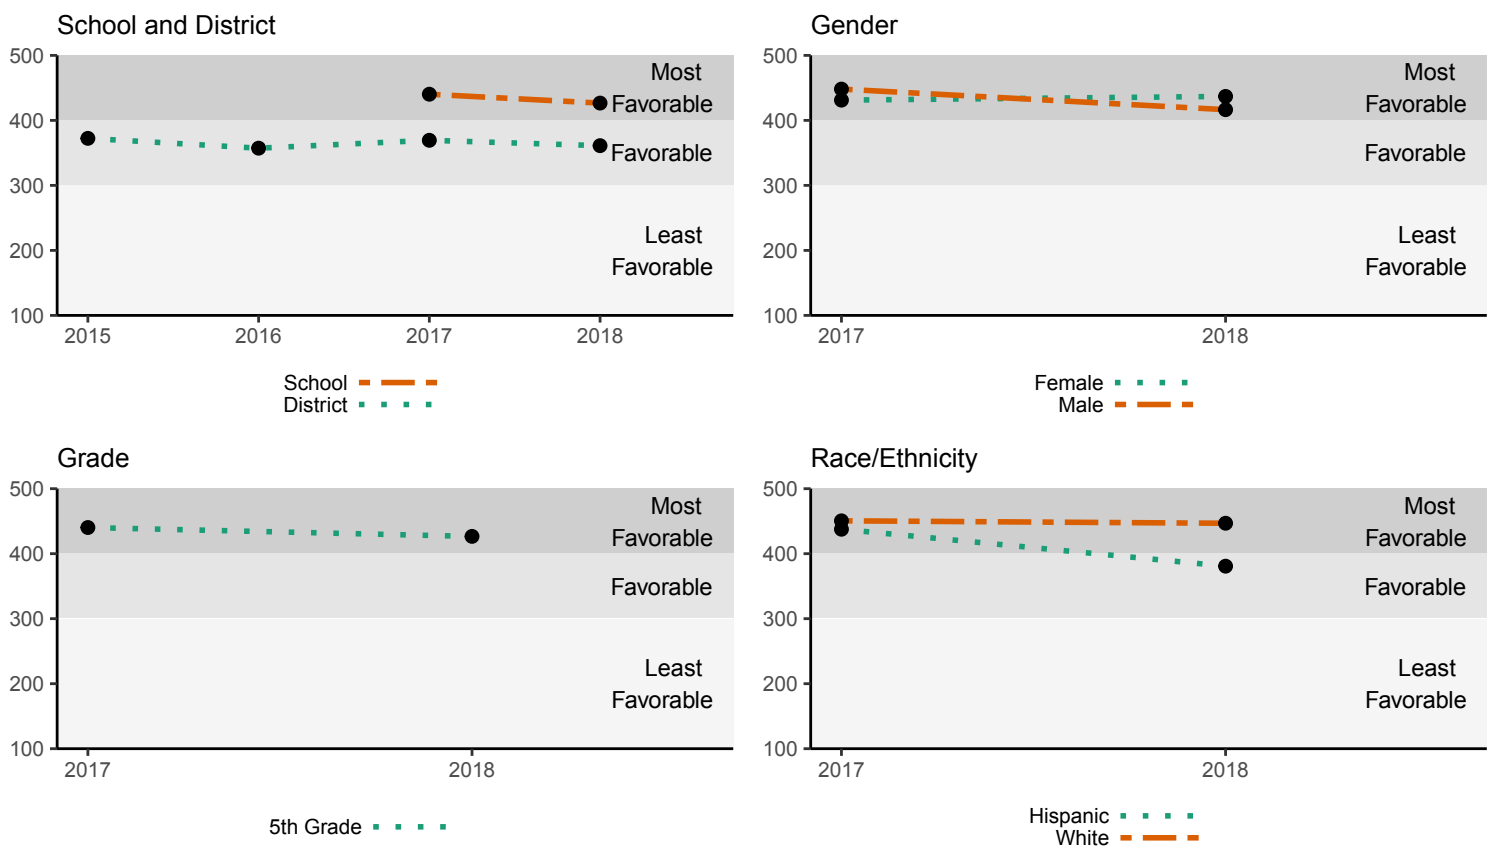 School and District
500
400
300
200
100
Most
Favorable
Favorable
Least
Favorable
2015 2016 2017 2018
School
District
Gender
500
400
300
200
100
Most
Favorable
Favorable
Least
Favorable
2017 2018
Female
Male
Grade
500
400
300
200
100
Most
Favorable
Favorable
Least
Favorable
2017 2018
5th Grade
Race/Ethnicity
500
400
300
200
100
Most
Favorable
Favorable
Least
Favorable
2017 2018
Hispanic
White